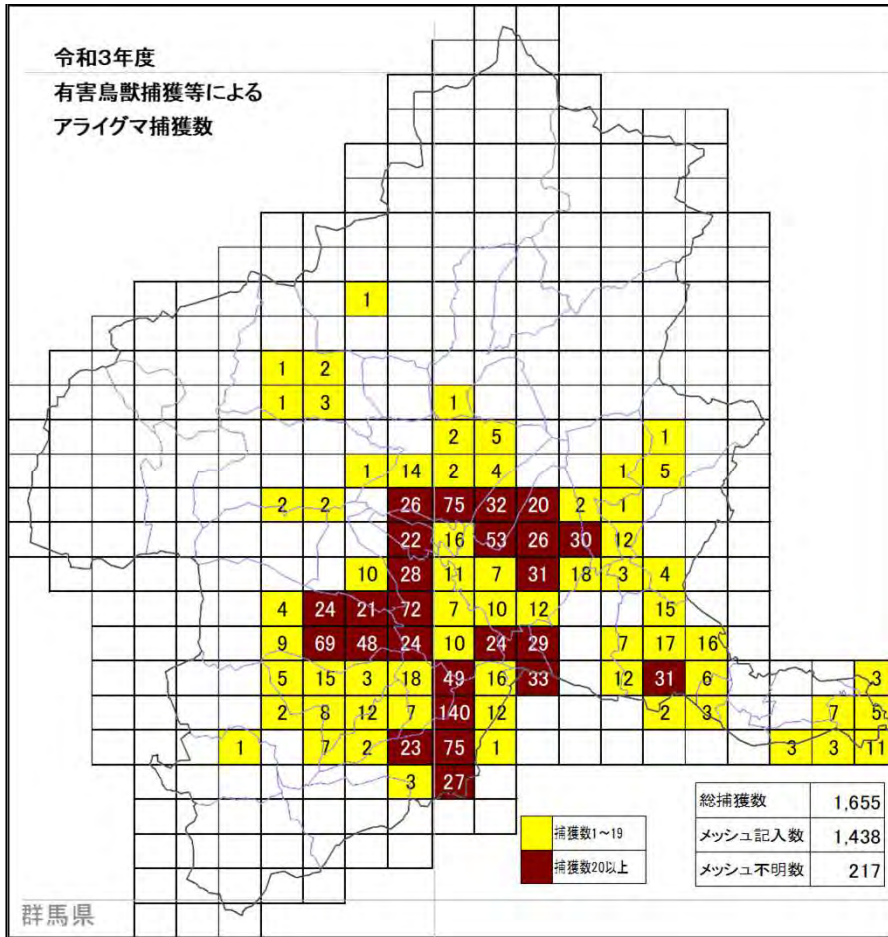 令和3年度
有害鳥獣捕獲等による
アライグマ捕獲数
1
1 2
1 3 1
2 5 1
1 14 2 4 1 5
2 2 26 75 32 20 2 1
22 16 53 26 30 12
10 28 11 7 31 18 3 4
4 24 21 72 7 10 12 15
9 69 48 24 10 24 29 7 17 16
5 15 3 18 49 16 33 12 31 6 3
2 8 12 7 140 12 2 3 7 5
1 7 2 23 75 1 3 3 11
3 27
捕獲数1～19
捕獲数20以上
総捕獲数 1,655
メッシュ記入数 1,438
メッシュ不明数 217
群馬県